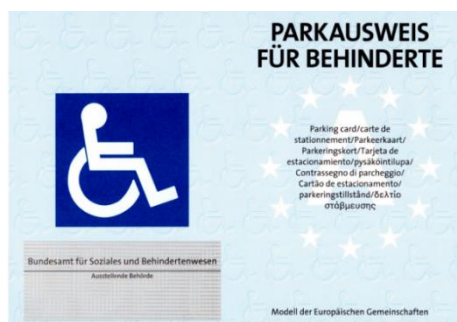 PARKAUSWEIS
FÜR BEHINDERTE
Parking card/carte de
stationnement/Parkeerkaart/
Parkeringskort/Tarjeta de
estacionamiento/pysäköintilupa/
Contrassegno di parcheggio/
Cartão de estacionamento/
parkeringstillstånd/δελτίο
στάθμευσης
Bundesamt für Soziales und Behindertenwesen
Ausstellende Behörde
Modell der Europäischen Gemeinschaften